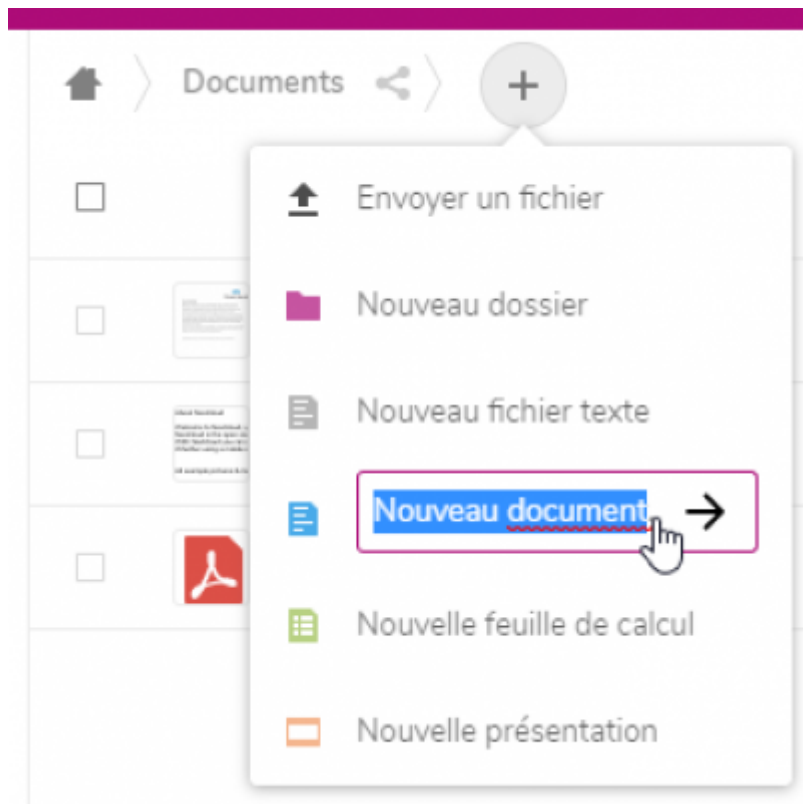 Documents
Envoyer un fichier
Nouveau dossier
Nouveau fichier texte
Nouveau document
Nouvelle feuille de calcul
Nouvelle présentation